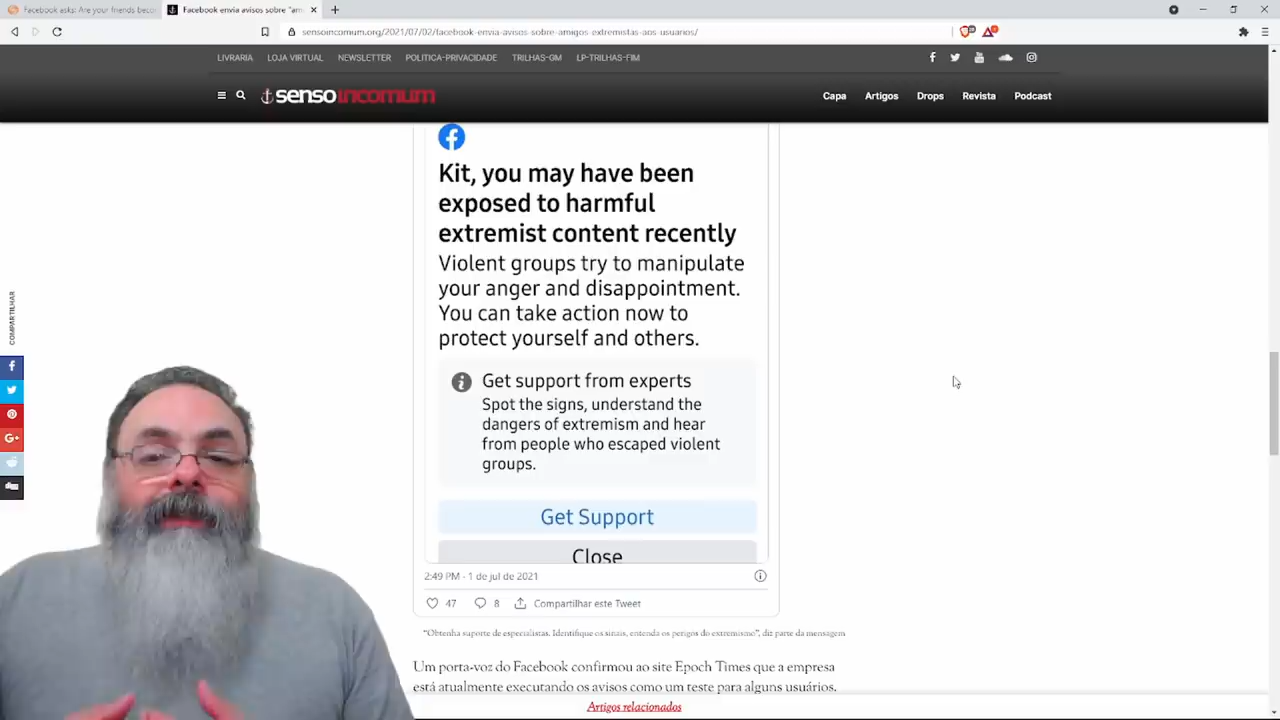 Facebook asks: Are your friends becom
Facebook envia avisos sobre "am
sensoincomum.org/2021/07/02/facebook-envia-avisos-sobre-amigos-extremistas-aos-usuarios/
LIVRARIA LOJA VIRTUAL NEWSLETTER POLÍTICA-PRIVACIDADE TRILHAS-GM LP-TRILHAS-FIM
senso incomum
Capa Artigos Drops Revista Podcast
COMPARTILHAR
Kit, you may have been
exposed to harmful
extremist content recently
Violent groups try to manipulate
your anger and disappointment.
You can take action now to
protect yourself and others.
Get support from experts
Spot the signs, understand the
dangers of extremism and hear
from people who escaped violent
groups.
Get Support
Close
2:49 PM - 1 de jul de 2021
47 8 Compartilhar este Tweet
“Obtenha suporte de especialistas. Identifique os sinais, entenda os perigos do extremismo”, diz parte da mensagem
Um porta-voz do Facebook confirmou ao site Epoch Times que a empresa
está atualmente executando os avisos como um teste para alguns usuários.
Artigos relacionados